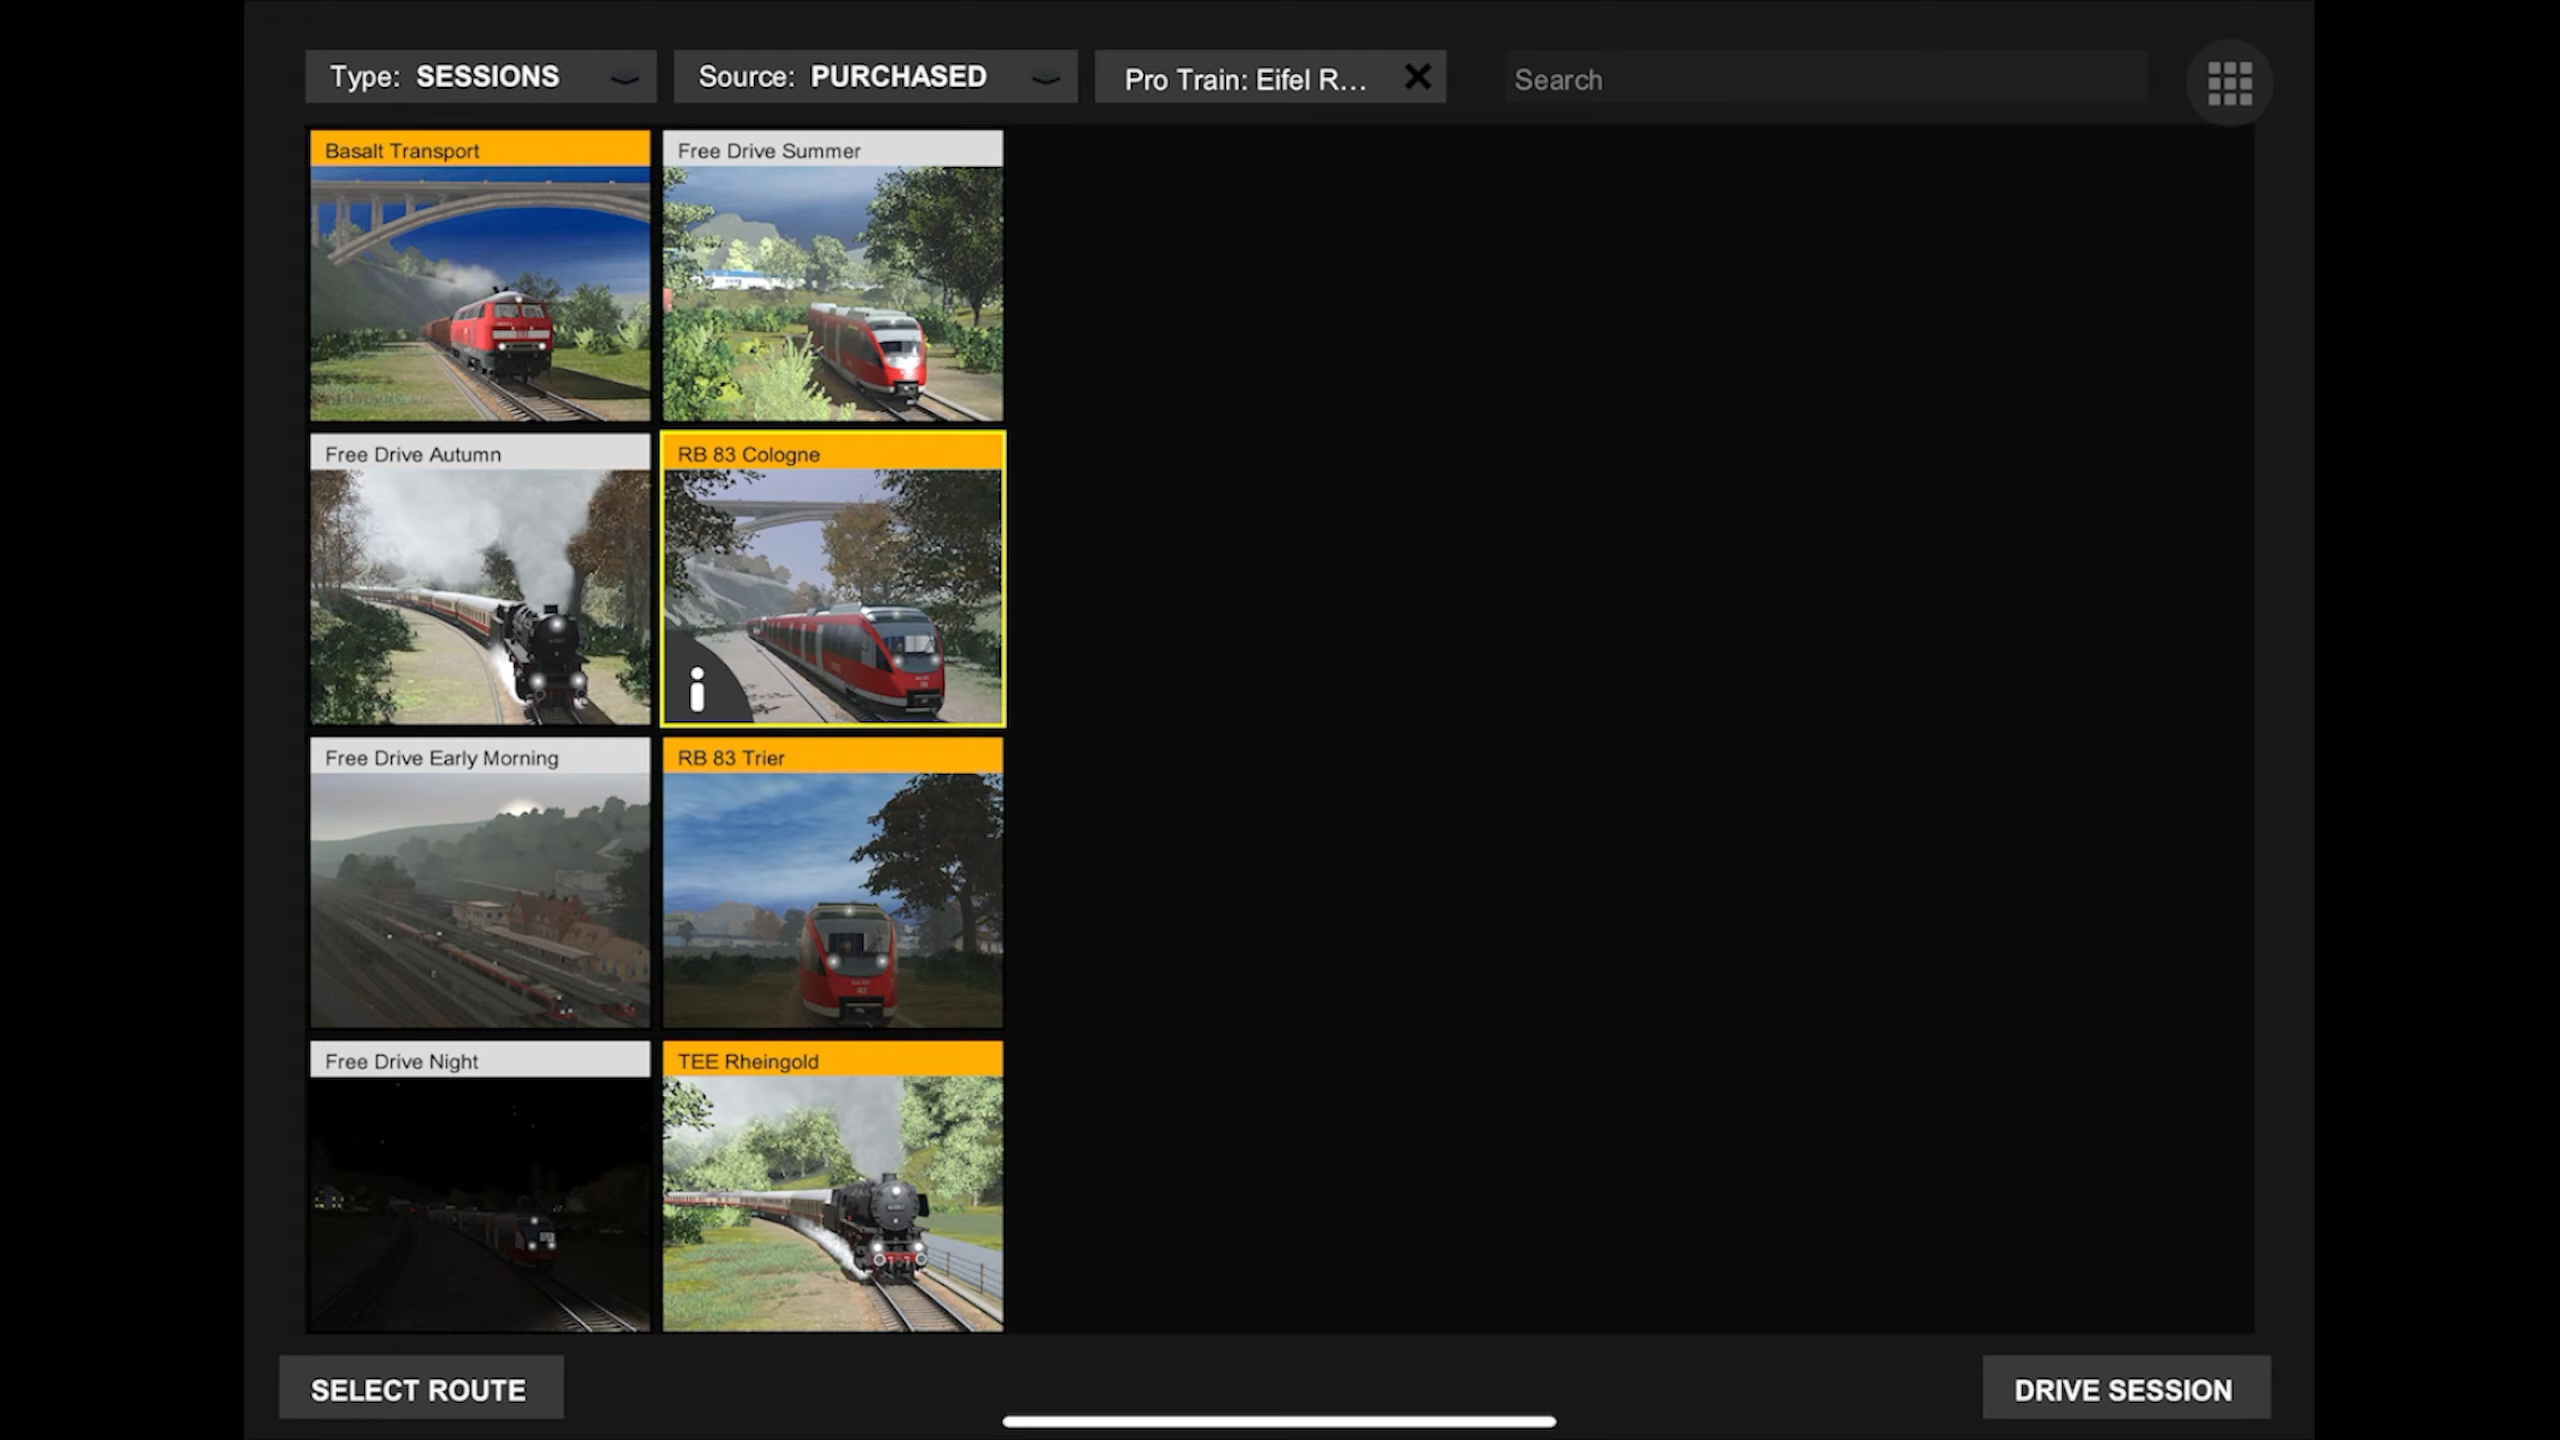 Type: SESSIONS
Source: PURCHASED
Pro Train: Eifel R...
Search
Basalt Transport
Free Drive Summer
Free Drive Autumn
RB 83 Cologne
Free Drive Early Morning
RB 83 Trier
Free Drive Night
TEE Rheingold
SELECT ROUTE
DRIVE SESSION